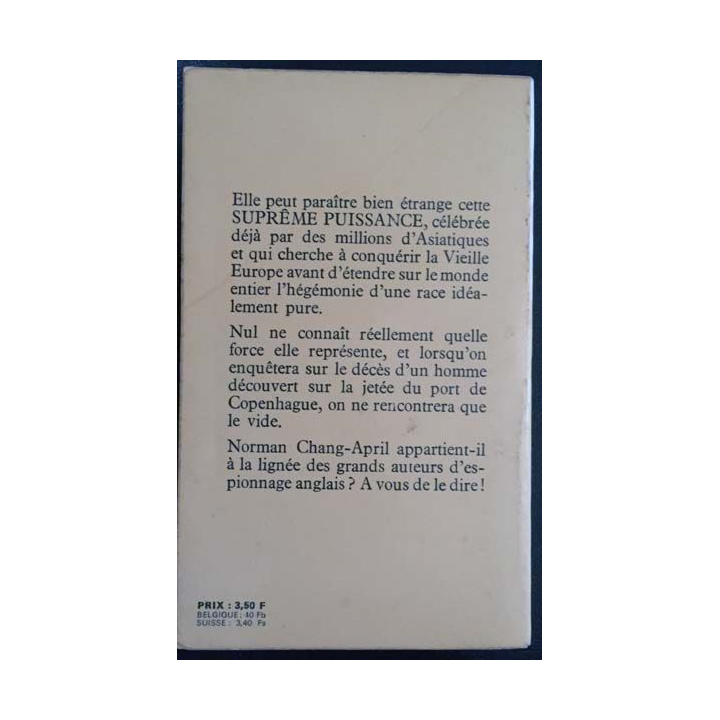 Elle peut paraître bien étrange cette
SUPRÊME PUISSANCE, célébrée
déjà par des millions d'Asiatiques
et qui cherche à conquérir la Vieille
Europe avant d'étendre sur le monde
entier l'hégémonie d'une race idéa-
lement pure.
Nul ne connaît réellement quelle
force elle représente, et lorsqu'on
enquêtera sur le décès d'un homme
découvert sur la jetée du port de
Copenhague, on ne rencontrera que
le vide.
Norman Chang-April appartient-il
à la lignée des grands auteurs d'es-
pionnage anglais ? A vous de le dire !
PRIX : 3,50 F
BELGIQUE : 40 Fb
SUISSE : 3,40 Fs